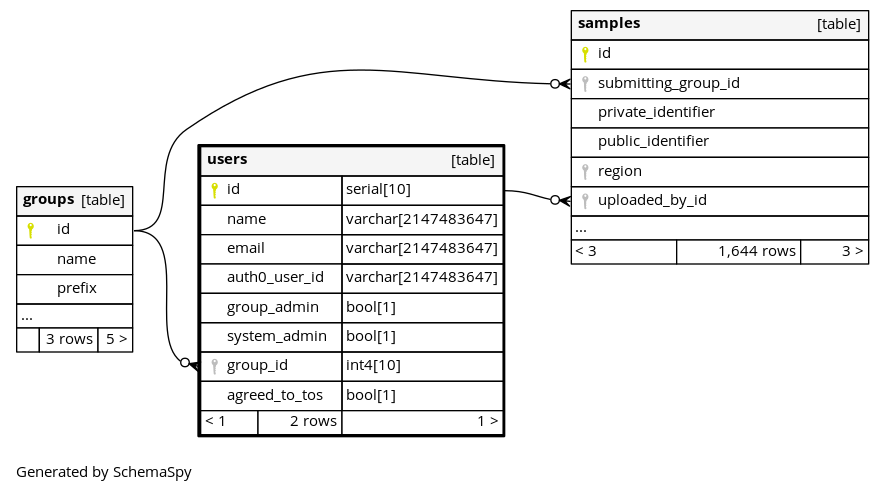 samples [table]
id
submitting_group_id
private_identifier
public_identifier
region
uploaded_by_id
...
< 3 1,644 rows 3 >
users [table]
id serial[10]
name varchar[2147483647]
email varchar[2147483647]
auth0_user_id varchar[2147483647]
group_admin bool[1]
system_admin bool[1]
group_id int4[10]
agreed_to_tos bool[1]
< 1 2 rows 1 >
groups [table]
id
name
prefix
...
3 rows 5 >
Generated by SchemaSpy